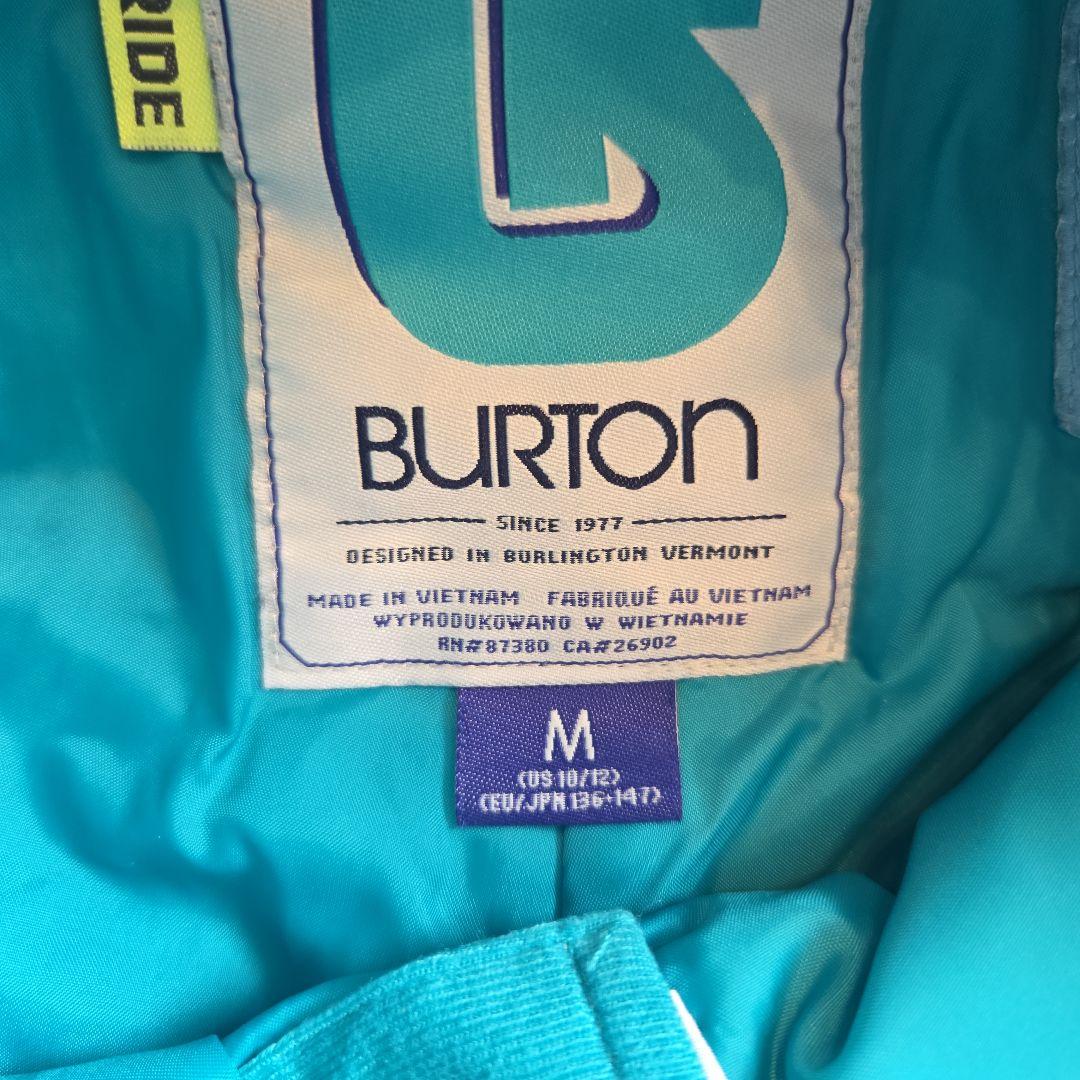 RIDE
BURTON
SINCE 1977
DESIGNED IN BURLINGTON VERMONT
MADE IN VIETNAM FABRIQUÉ AU VIETNAM
WYPRODUKOWANO W WIETNAMIE
RN#87380 CA#26902
M
(US 10/12)
(EU/JPN 136-147)